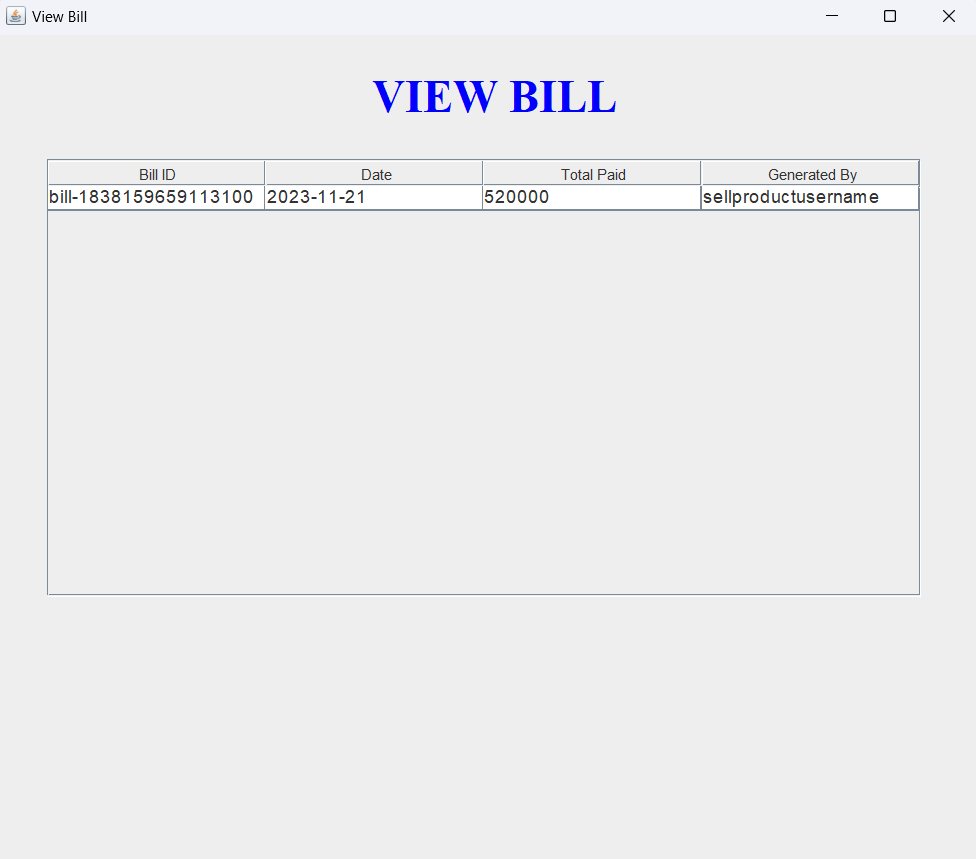 View Bill
VIEW BILL
Bill ID Date Total Paid Generated By
bill-1838159659113100 2023-11-21 520000 sellproductusername